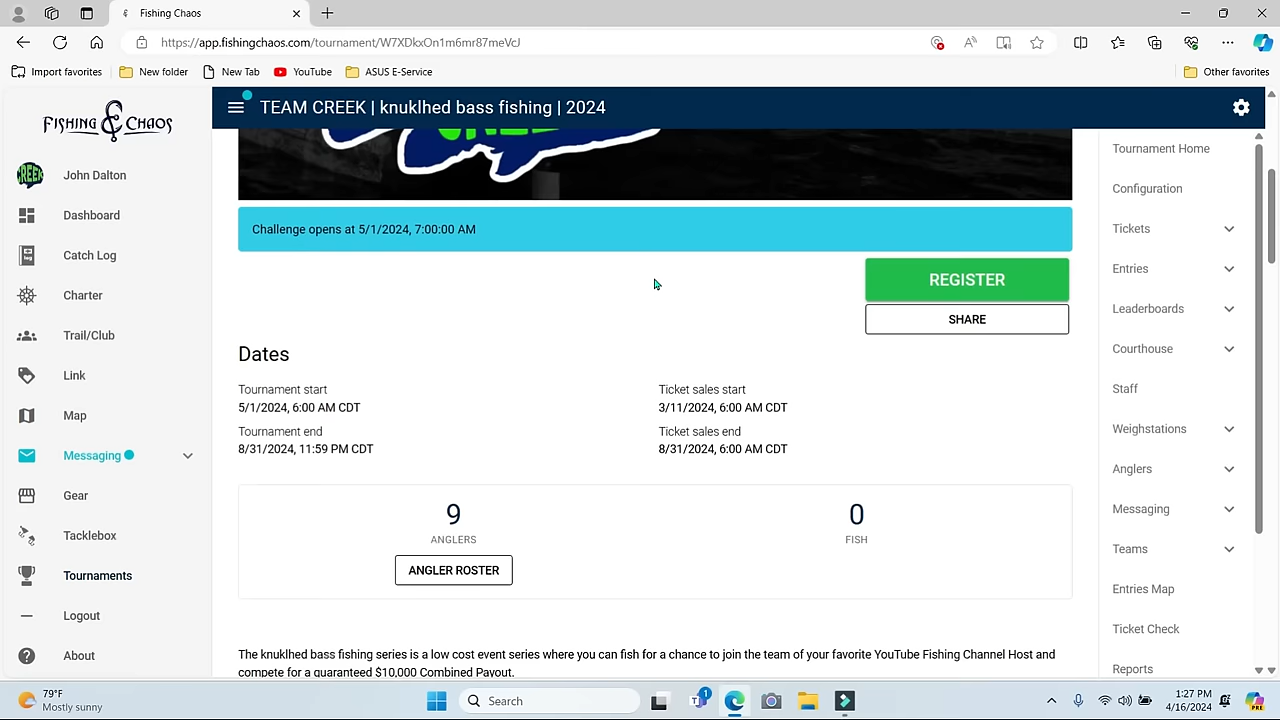 Fishing Chaos
https://app.fishingchaos.com/tournament/W7XDkxOn1m6mr87meVcJ
Import favorites
New folder
New Tab
YouTube
ASUS E-Service
Other favorites
FISHING & CHAOS
TEAM CREEK | knuklhed bass fishing | 2024
CREEK
John Dalton
Dashboard
Catch Log
Charter
Trail/Club
Link
Map
Messaging
Gear
Tacklebox
Tournaments
Logout
About
Challenge opens at 5/1/2024, 7:00:00 AM
REGISTER
SHARE
Dates
Tournament start
5/1/2024, 6:00 AM CDT
Ticket sales start
3/11/2024, 6:00 AM CDT
Tournament end
8/31/2024, 11:59 PM CDT
Ticket sales end
8/31/2024, 6:00 AM CDT
9
ANGLERS
ANGLER ROSTER
0
FISH
The knuklhed bass fishing series is a low cost event series where you can fish for a chance to join the team of your favorite YouTube Fishing Channel Host and
compete for a guaranteed $10,000 Combined Payout.
Tournament Home
Configuration
Tickets
Entries
Leaderboards
Courthouse
Staff
Weighstations
Anglers
Messaging
Teams
Entries Map
Ticket Check
Reports
79°F
Mostly sunny
Search
1
1:27 PM
4/16/2024
PRE